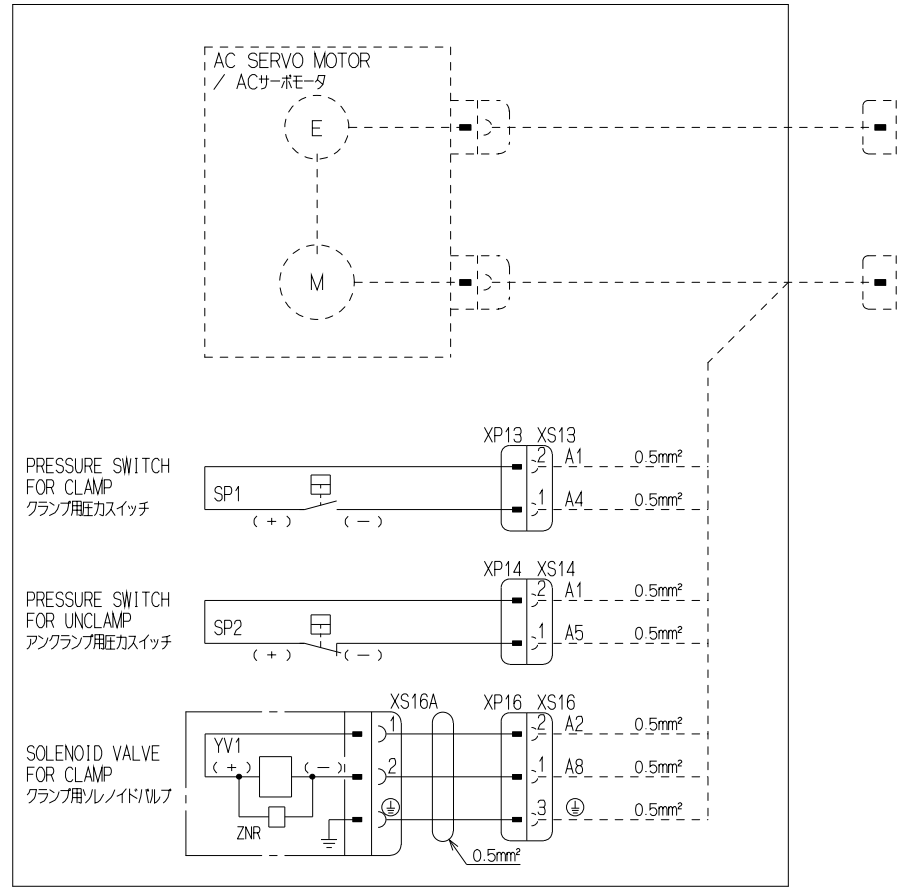 AC SERVO MOTOR
/ ACサーボモータ
E
M
XP13 XS13
PRESSURE SWITCH
FOR CLAMP
クランプ用圧力スイッチ
SP1
(+) (−)
2 A1 0.5mm²
1 A4 0.5mm²
XP14 XS14
PRESSURE SWITCH
FOR UNCLAMP
アンクランプ用圧力スイッチ
SP2
(+) (−)
2 A1 0.5mm²
1 A5 0.5mm²
XS16A XP16 XS16
SOLENOID VALVE
FOR CLAMP
クランプ用ソレノイドバルブ
YV1
(+) (−)
ZNR
1
2
2 A2 0.5mm²
1 A8 0.5mm²
3 0.5mm²
0.5mm²